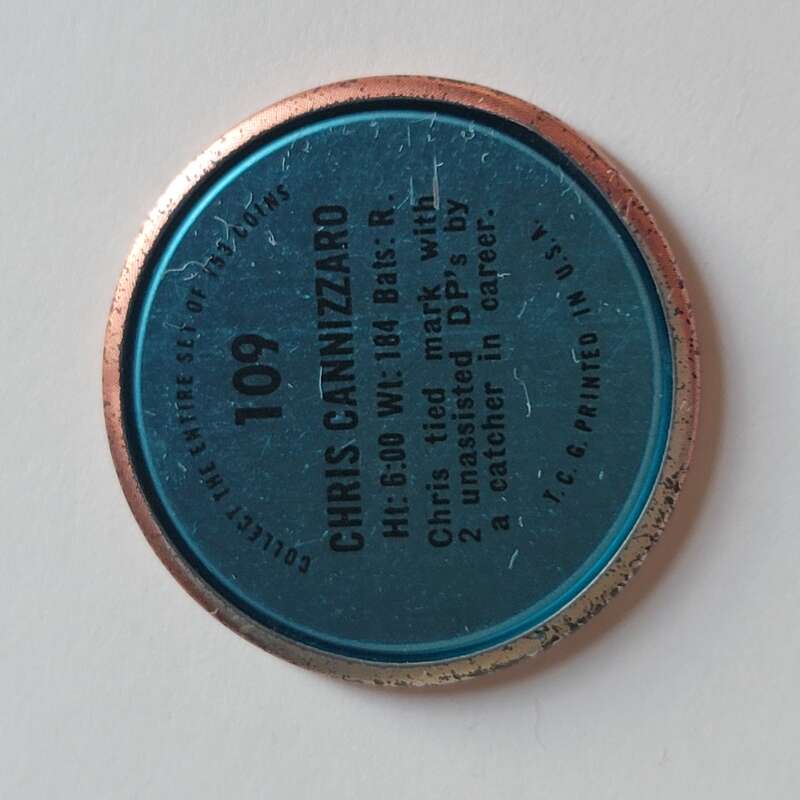 COLLECT THE ENTIRE SET OF 153 COINS
109
CHRIS CANNIZZARO
Ht: 6:00 Wt: 184 Bats: R.
Chris tied mark with
2 unassisted DP's by
a catcher in career.
T.C.G. PRINTED IN U.S.A.